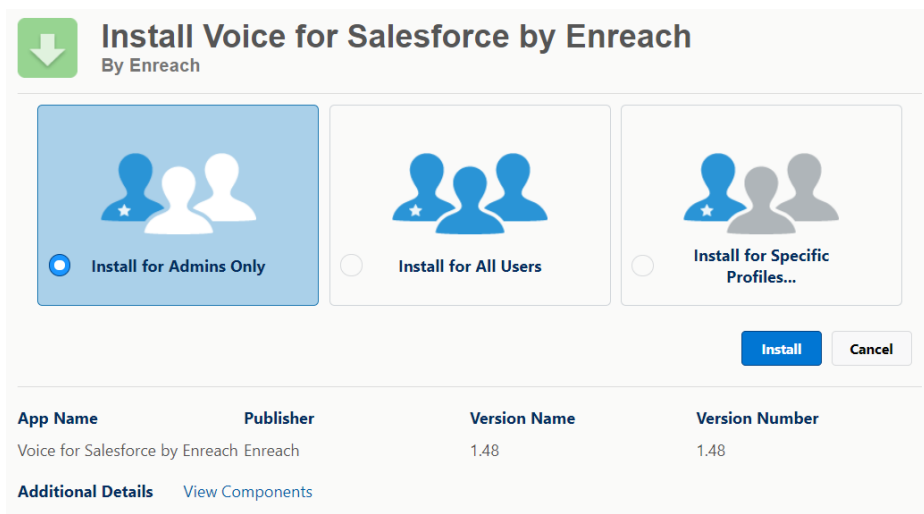 Install Voice for Salesforce by Enreach
By Enreach
Install for Admins Only
Install for All Users
Install for Specific
Profiles...
Install
Cancel
App Name
Publisher
Version Name
Version Number
Voice for Salesforce by Enreach
Enreach
1.48
1.48
Additional Details
View Components